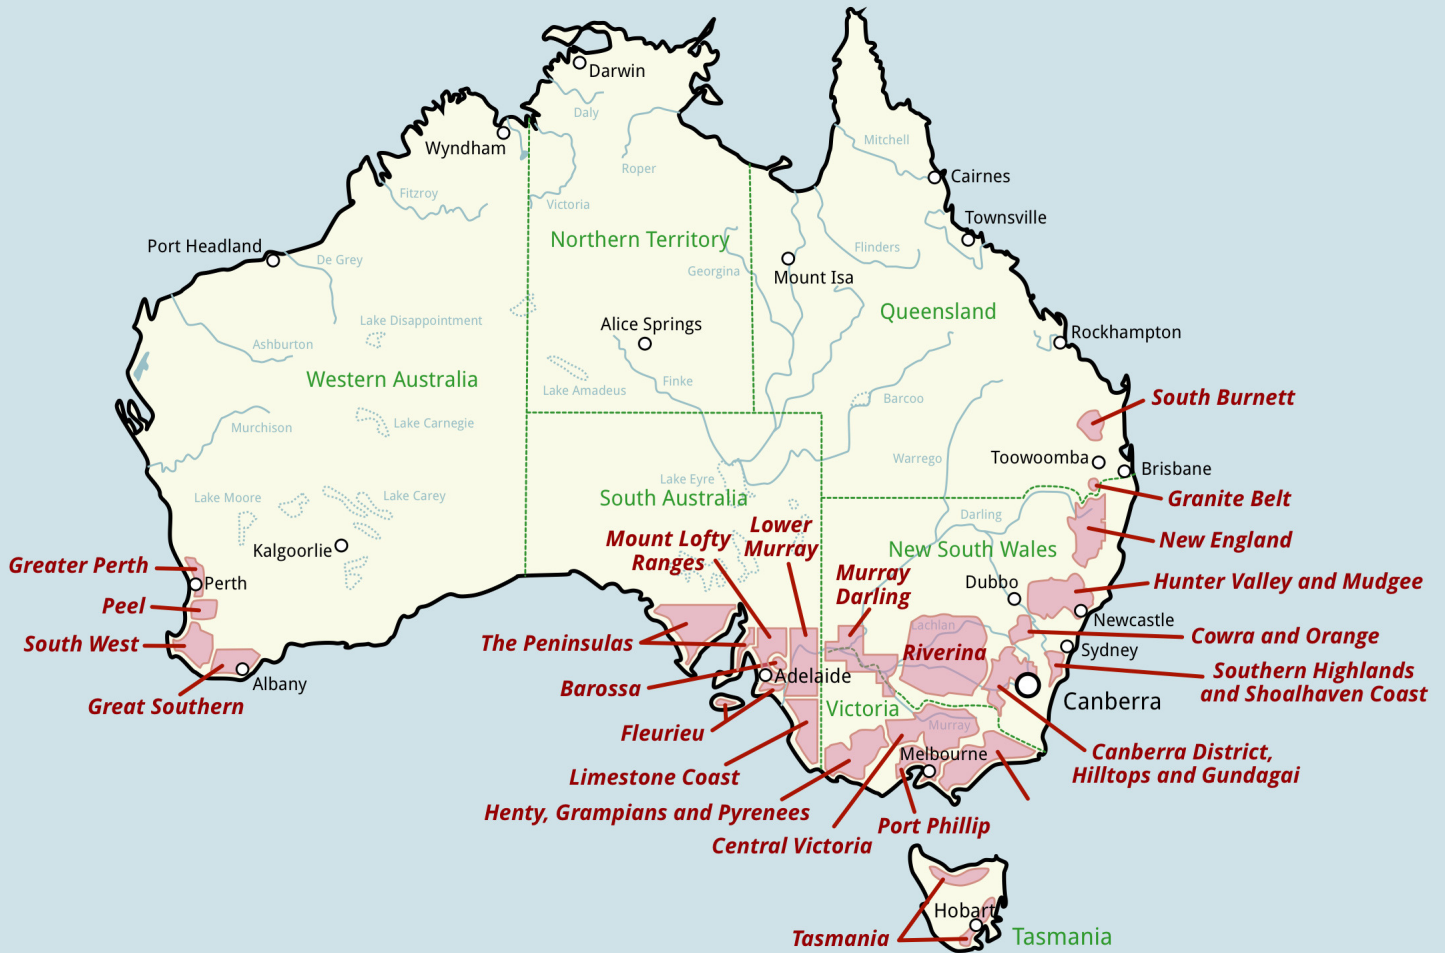 Darwin
Daly
Wyndham
Mitchell
Roper
Cairnes
Fitzroy
Victoria
Townsville
Northern Territory
Port Headland
De Grey
Flinders
Georgina
Mount Isa
Queensland
Lake Disappointment
Alice Springs
Rockhampton
Ashburton
Western Australia
Finke
Lake Amadeus
Barcoo
South Burnett
Murchison
Lake Carnegie
Toowoomba
Warrego
Brisbane
Lake Eyre
Lake Moore
Lake Carey
South Australia
Granite Belt
Darling
Lower
Murray
Mount Lofty
Ranges
New England
Kalgoorlie
New South Wales
Greater Perth
Perth
Murray
Darling
Dubbo
Hunter Valley and Mudgee
Peel
Newcastle
Lachlan
Cowra and Orange
South West
The Peninsulas
Riverina
Sydney
Southern Highlands
and Shoalhaven Coast
Albany
Barossa
Adelaide
Canberra
Great Southern
Victoria
Fleurieu
Murray
Melbourne
Canberra District,
Hilltops and Gundagai
Limestone Coast
Henty, Grampians and Pyrenees
Port Phillip
Central Victoria
Hobart
Tasmania
Tasmania